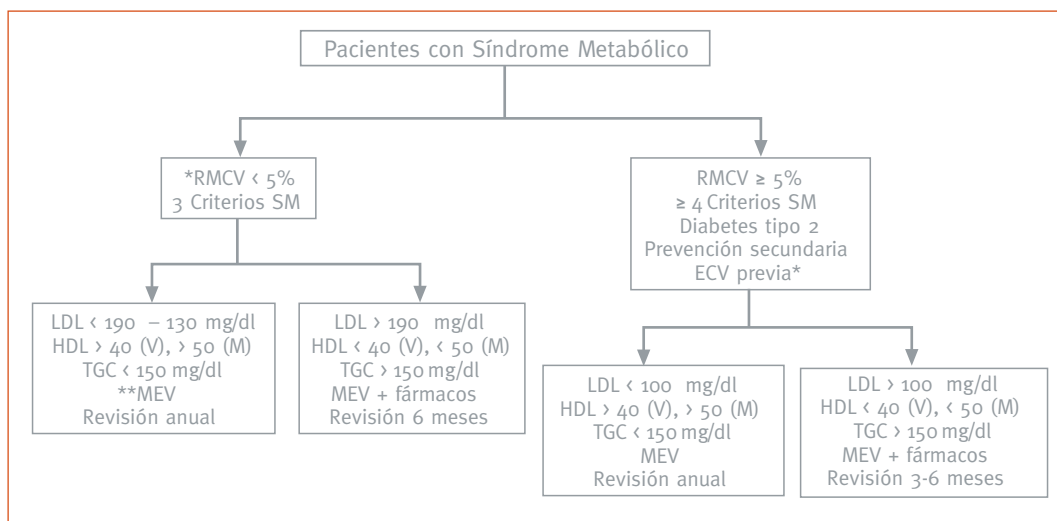 Pacientes con Síndrome Metabólico
*RMCV < 5%
3 Criterios SM
RMCV ≥ 5%
≥ 4 Criterios SM
Diabetes tipo 2
Prevención secundaria
ECV previa*
LDL < 190 – 130 mg/dl
HDL > 40 (V), > 50 (M)
TGC < 150 mg/dl
**MEV
Revisión anual
LDL > 190 mg/dl
HDL < 40 (V), < 50 (M)
TGC > 150 mg/dl
MEV + fármacos
Revisión 6 meses
LDL < 100 mg/dl
HDL > 40 (V), > 50 (M)
TGC < 150 mg/dl
MEV
Revisión anual
LDL > 100 mg/dl
HDL < 40 (V), < 50 (M)
TGC > 150 mg/dl
MEV + fármacos
Revisión 3-6 meses